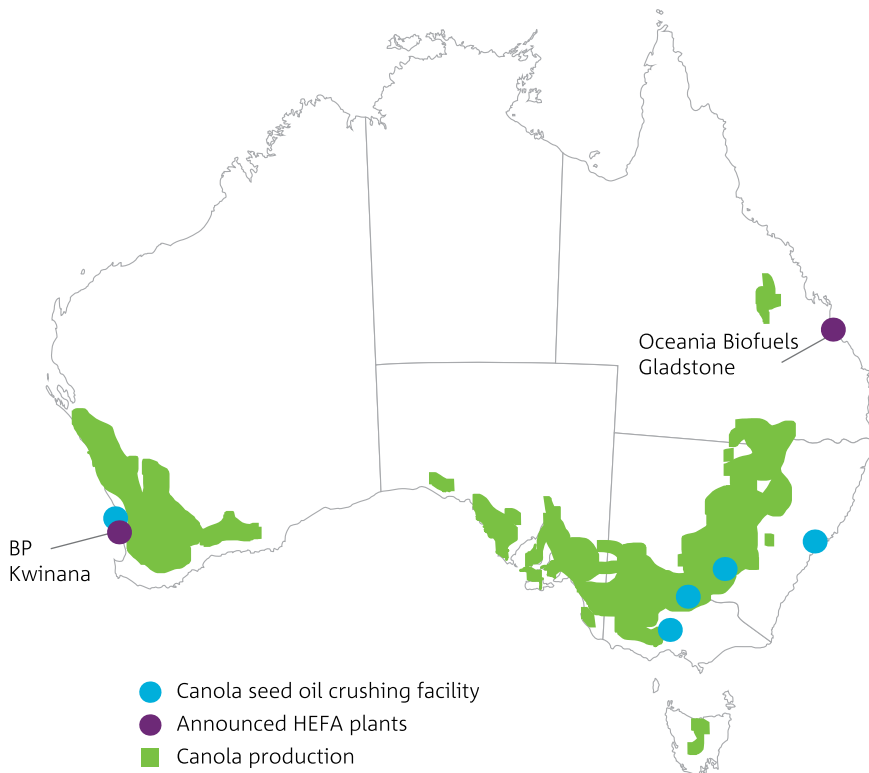 Oceania Biofuels
Gladstone
BP
Kwinana
Canola seed oil crushing facility
Announced HEFA plants
Canola production